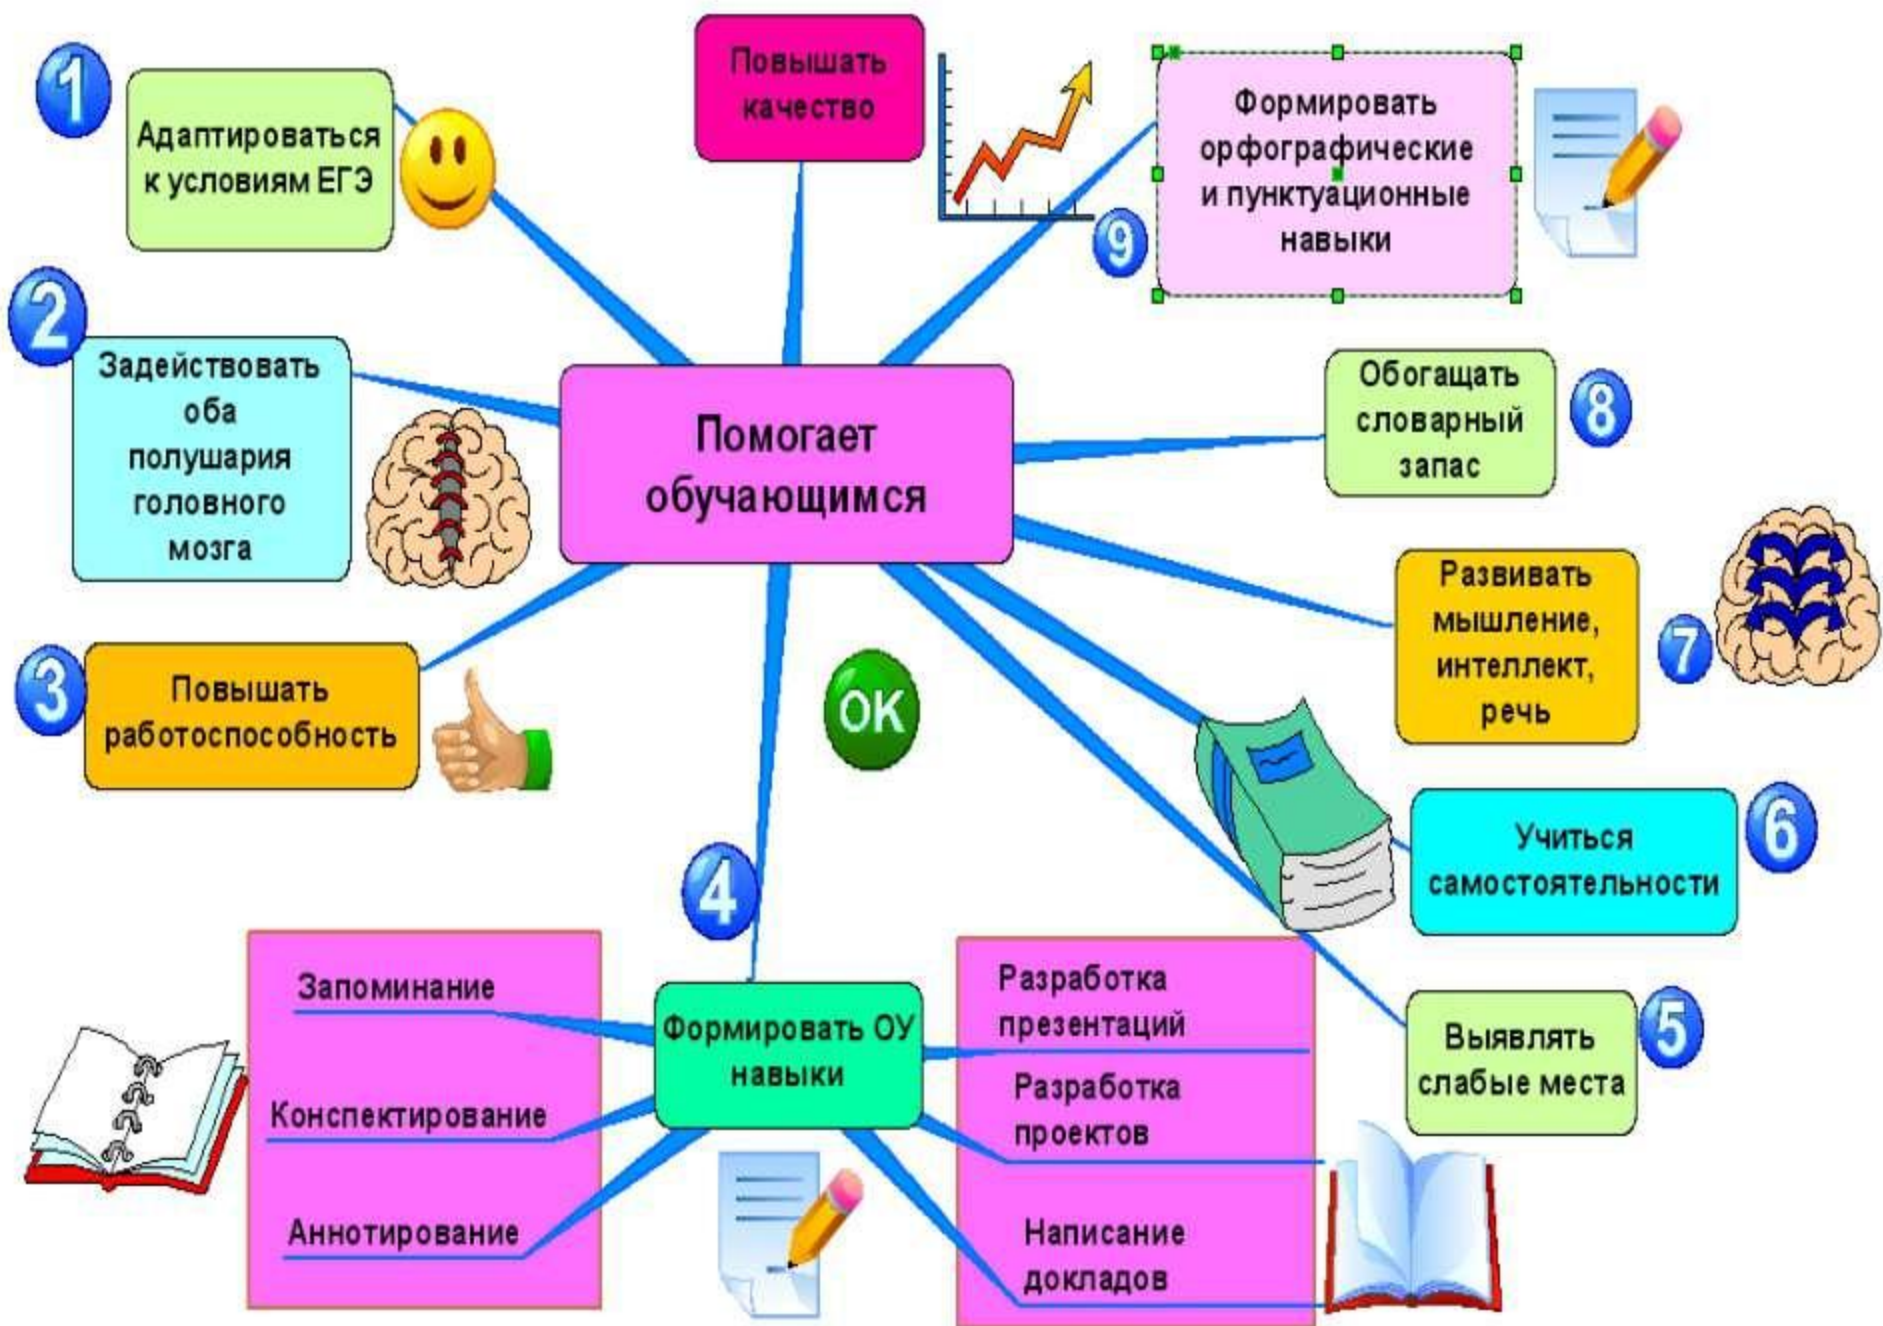 1
Адаптироваться
к условиям ЕГЭ
Повышать
качество
9
Формировать
орфографические
и пунктуационные
навыки
2
Задействовать
оба
полушария
головного
мозга
Помогает
обучающимся
Обогащать
словарный
запас
8
3
Повышать
работоспособность
OK
Развивать
мышление,
интеллект,
речь
7
Учиться
самостоятельности
6
4
Формировать ОУ
навыки
Запоминание
Конспектирование
Аннотирование
Разработка
презентаций
Разработка
проектов
Написание
докладов
Выявлять
слабые места
5